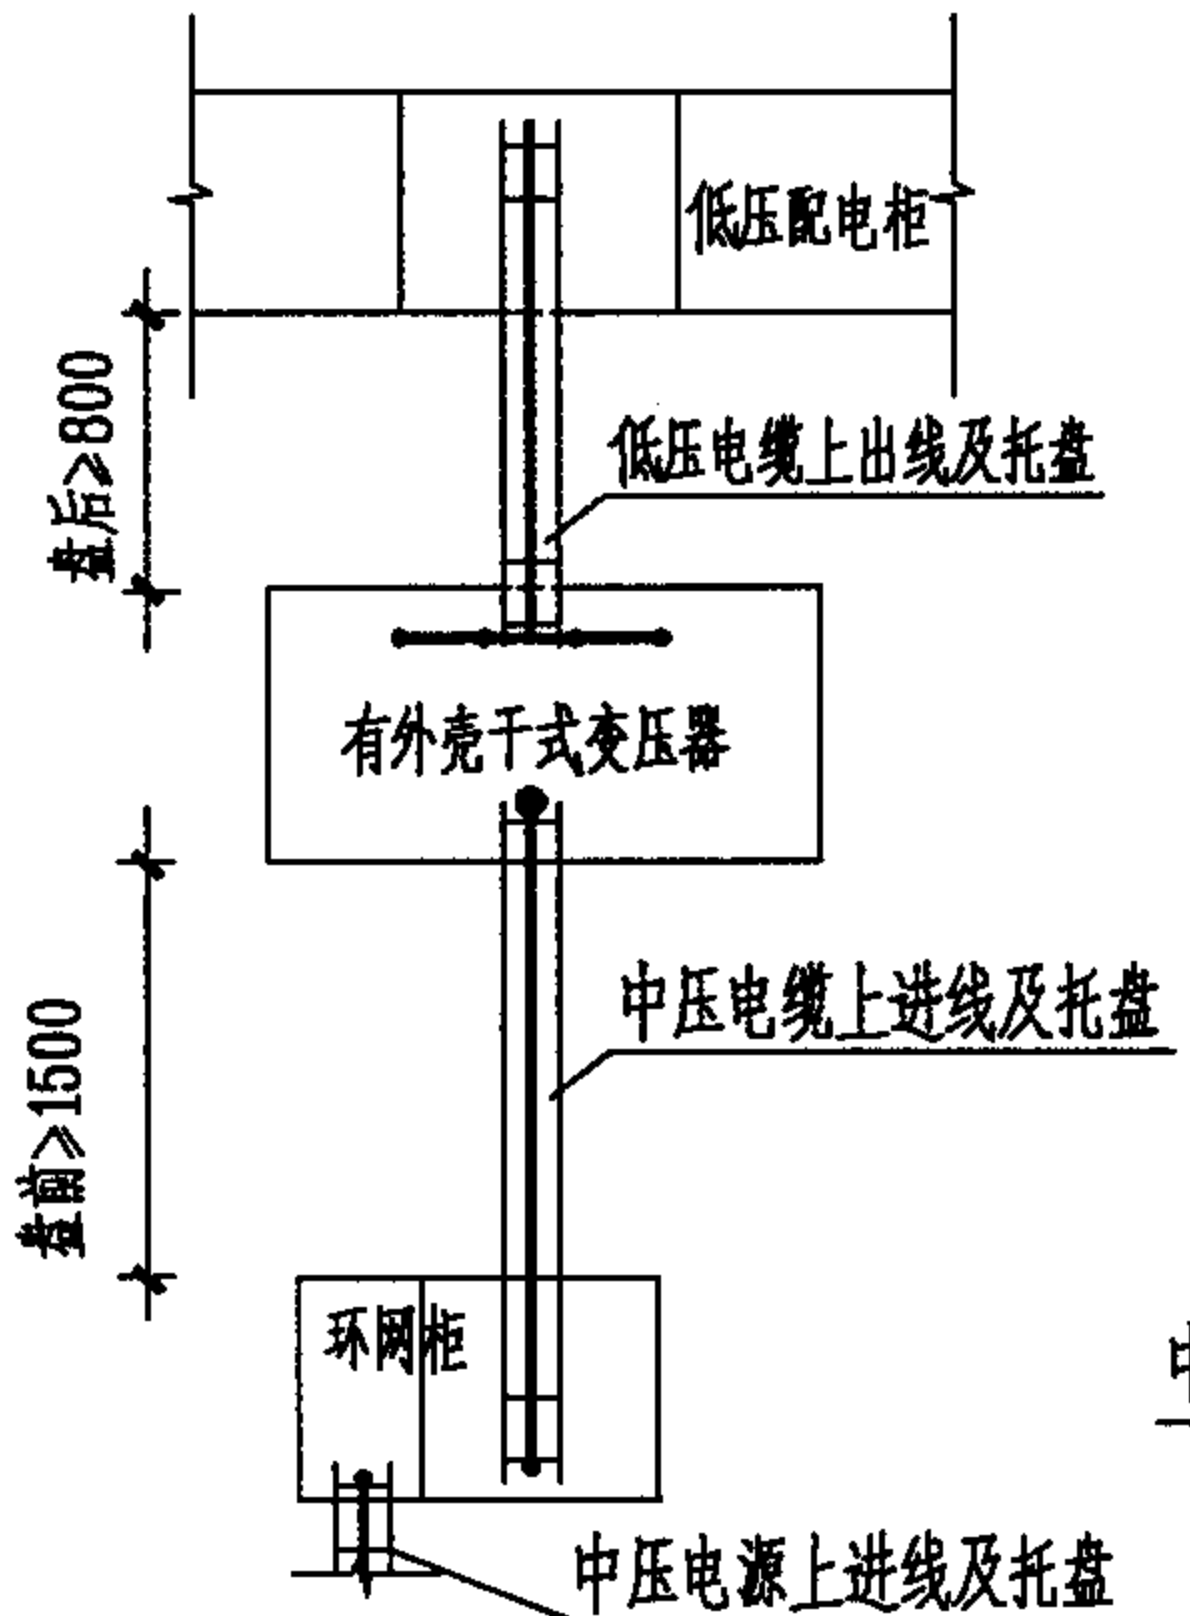 低压配电柜
盘后≥800
低压电缆上出线及托盘
有外壳干式变压器
中压电缆上进线及托盘
盘前≥1500
环网柜
中压电源上进线及托盘